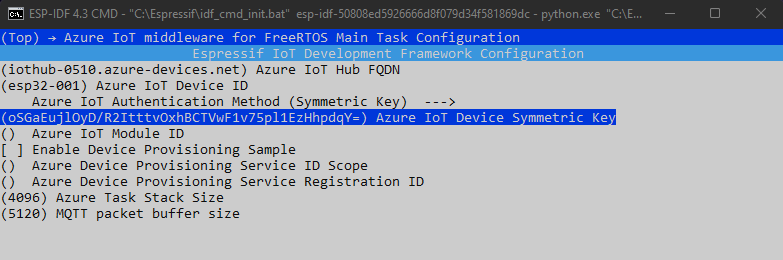 ESP-IDF 4.3 CMD - "C:\Espressif\idf_cmd_init.bat" esp-idf-50808ed5926666d8f079d34f581869dc - python.exe "C:\E...
(Top) → Azure IoT middleware for FreeRTOS Main Task Configuration
Espressif IoT Development Framework Configuration
(iothub-0510.azure-devices.net) Azure IoT Hub FQDN
(esp32-001) Azure IoT Device ID
Azure IoT Authentication Method (Symmetric Key) --->
(oSGaEujlOyD/R2ItttvOxhBCTVwF1v75pl1EzHhpdqY=) Azure IoT Device Symmetric Key
() Azure IoT Module ID
[ ] Enable Device Provisioning Sample
() Azure Device Provisioning Service ID Scope
() Azure Device Provisioning Service Registration ID
(4096) Azure Task Stack Size
(5120) MQTT packet buffer size